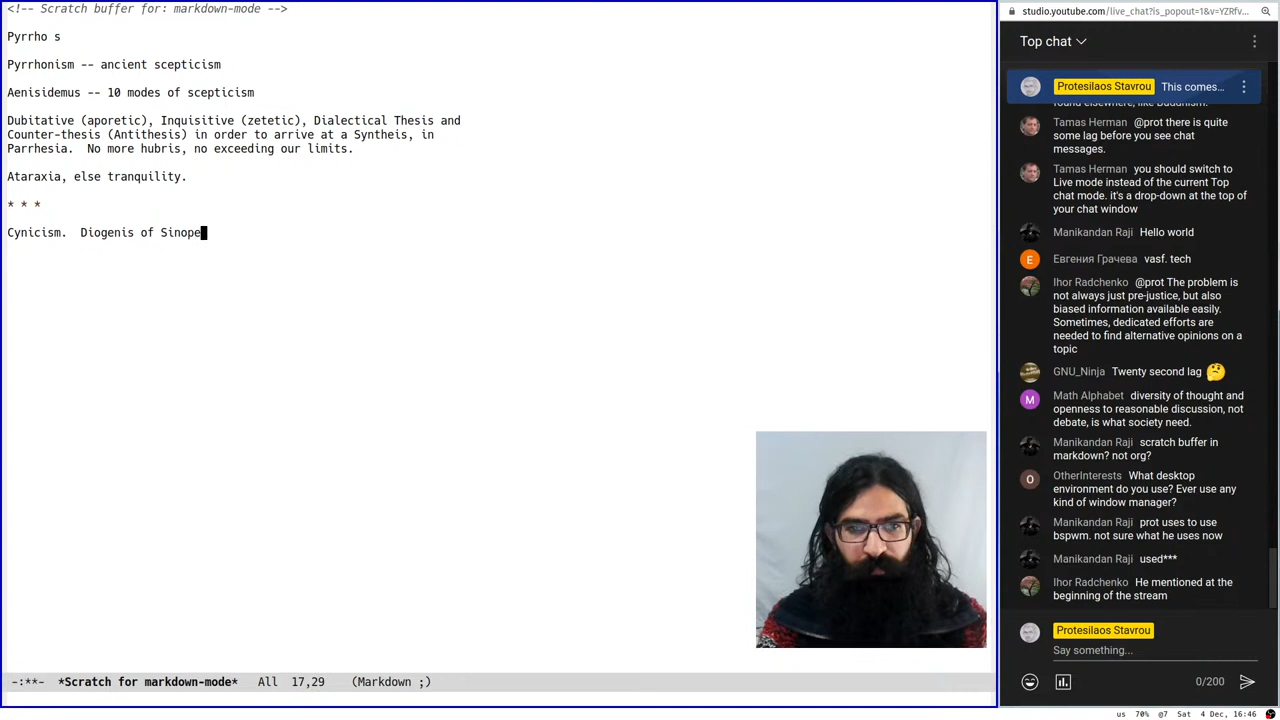 <!-- Scratch buffer for: markdown-mode -->
Pyrrho s
Pyrrhonism -- ancient scepticism
Aenisidemus -- 10 modes of scepticism
Dubitative (aporetic), Inquisitive (zetetic), Dialectical Thesis and
Counter-thesis (Antithesis) in order to arrive at a Syntheis, in
Parrhesia.  No more hubris, no exceeding our limits.
Ataraxia, else tranquility.
* * *
Cynicism.  Diogenis of Sinope
-:**-  *Scratch for markdown-mode*   All  17,29    (Markdown ;)
studio.youtube.com/live_chat?is_popout=1&v=YZRfv...
Top chat
Protesilaos Stavrou This comes...
found elsewhere, like Buddhism.
Tamas Herman @prot there is quite
some lag before you see chat
messages.
Tamas Herman you should switch to
Live mode instead of the current Top
chat mode. it's a drop-down at the top of
your chat window
Manikandan Raji Hello world
E
Евгения Грачева vasf. tech
Ihor Radchenko @prot The problem is
not always just pre-justice, but also
biased information available easily.
Sometimes, dedicated efforts are
needed to find alternative opinions on a
topic
GNU_Ninja Twenty second lag
M
Math Alphabet diversity of thought and
openness to reasonable discussion, not
debate, is what society need.
Manikandan Raji scratch buffer in
markdown? not org?
O
OtherInterests What desktop
environment do you use? Ever use any
kind of window manager?
Manikandan Raji prot uses to use
bspwm. not sure what he uses now
Manikandan Raji used***
Ihor Radchenko He mentioned at the
beginning of the stream
Protesilaos Stavrou
Say something...
0/200
us  70%  @7  Sat  4 Dec, 16:46